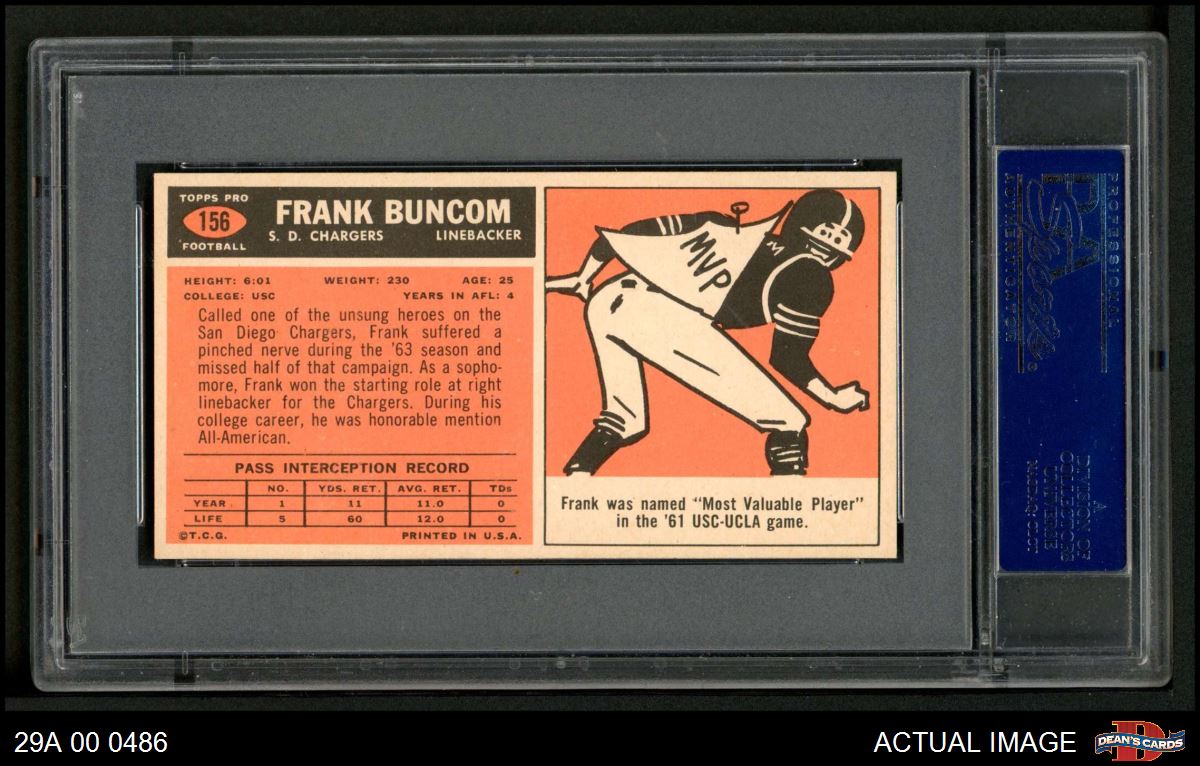 TOPPS PRO
156
FOOTBALL
FRANK BUNCOM
S. D. CHARGERS LINEBACKER
HEIGHT: 6:01 WEIGHT: 230 AGE: 25
COLLEGE: USC YEARS IN AFL: 4
Called one of the unsung heroes on the
San Diego Chargers, Frank suffered a
pinched nerve during the '63 season and
missed half of that campaign. As a sopho-
more, Frank won the starting role at right
linebacker for the Chargers. During his
college career, he was honorable mention
All-American.
PASS INTERCEPTION RECORD
NO. YDS. RET. AVG. RET. TDs
YEAR 1 11 11.0 0
LIFE 5 60 12.0 0
©T.C.G. PRINTED IN U.S.A.
MVP
Frank was named "Most Valuable Player"
in the '61 USC-UCLA game.
PSA
PROFESSIONAL
SPORTS
AUTHENTICATOR
A
DIVISION OF
COLLECTORS
UNIVERSE
NASDAQ: CLCT
29A 00 0486
ACTUAL IMAGE
D
DEAN'S CARDS